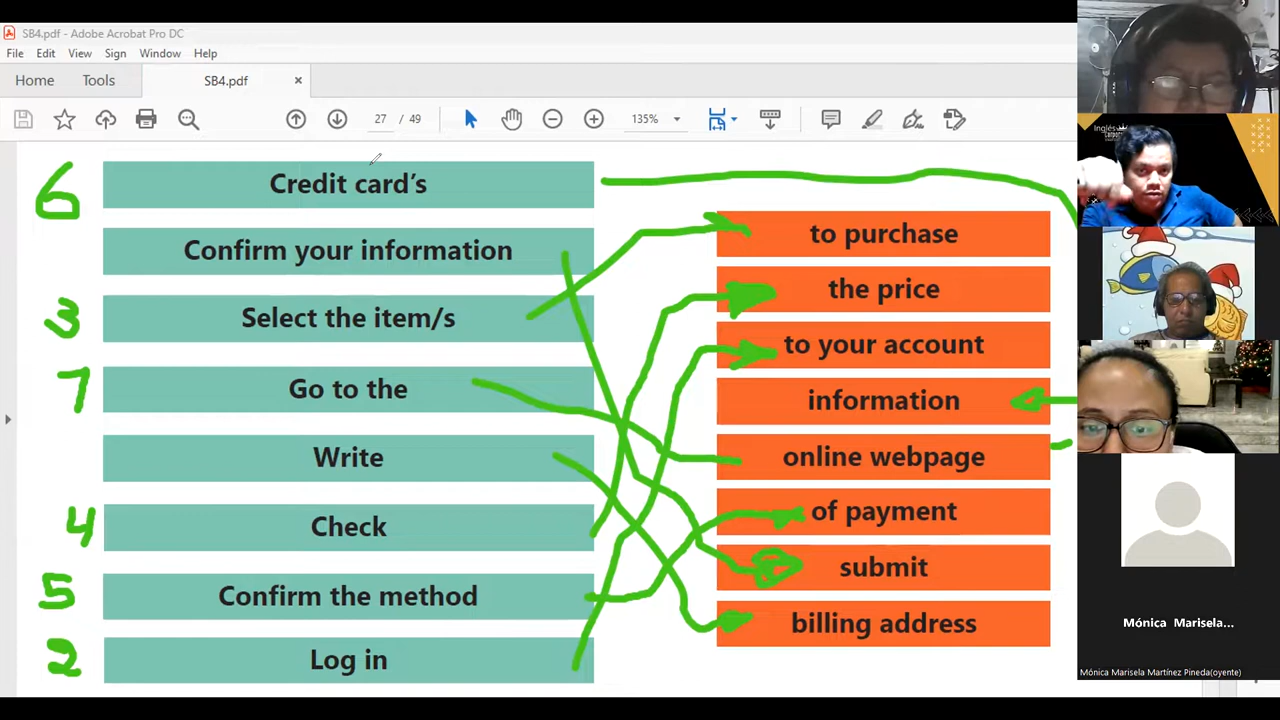 SB4.pdf - Adobe Acrobat Pro DC
File Edit View Sign Window Help
Home Tools SB4.pdf ×
27 / 49 135%
6 Credit card's
Confirm your information
3 Select the item/s
7 Go to the
Write
4 Check
5 Confirm the method
2 Log in
to purchase
the price
to your account
information
online webpage
of payment
submit
billing address
Inglés
Mónica Marisela...
Mónica Marisela Martínez Pineda(oyente)